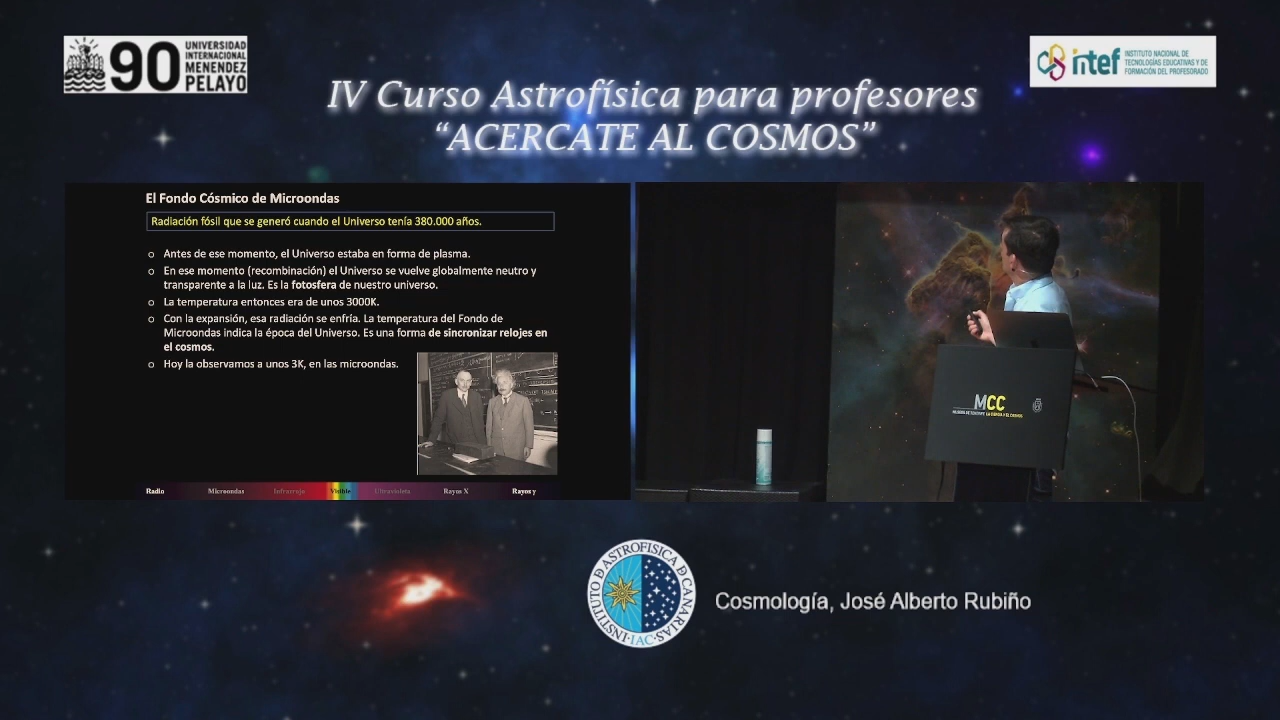 90
UNIVERSIDAD
INTERNACIONAL
MENENDEZ
PELAYO
intef
INSTITUTO NACIONAL DE
TECNOLOGÍAS EDUCATIVAS Y DE
FORMACIÓN DEL PROFESORADO
IV Curso Astrofísica para profesores
“ACERCATE AL COSMOS”
El Fondo Cósmico de Microondas
Radiación fósil que se generó cuando el Universo tenía 380.000 años.
o Antes de ese momento, el Universo estaba en forma de plasma.
o En ese momento (recombinación) el Universo se vuelve globalmente neutro y
transparente a la luz. Es la fotosfera de nuestro universo.
o La temperatura entonces era de unos 3000K.
o Con la expansión, esa radiación se enfría. La temperatura del Fondo de
Microondas indica la época del Universo. Es una forma de sincronizar relojes en
el cosmos.
o Hoy la observamos a unos 3K, en las microondas.
Radio Microondas Infrarrojo Visible Ultravioleta Rayos X Rayos γ
MCC
INSTITUTO D ASTROFISICA D CANARIAS
·IAC·
Cosmología, José Alberto Rubiño